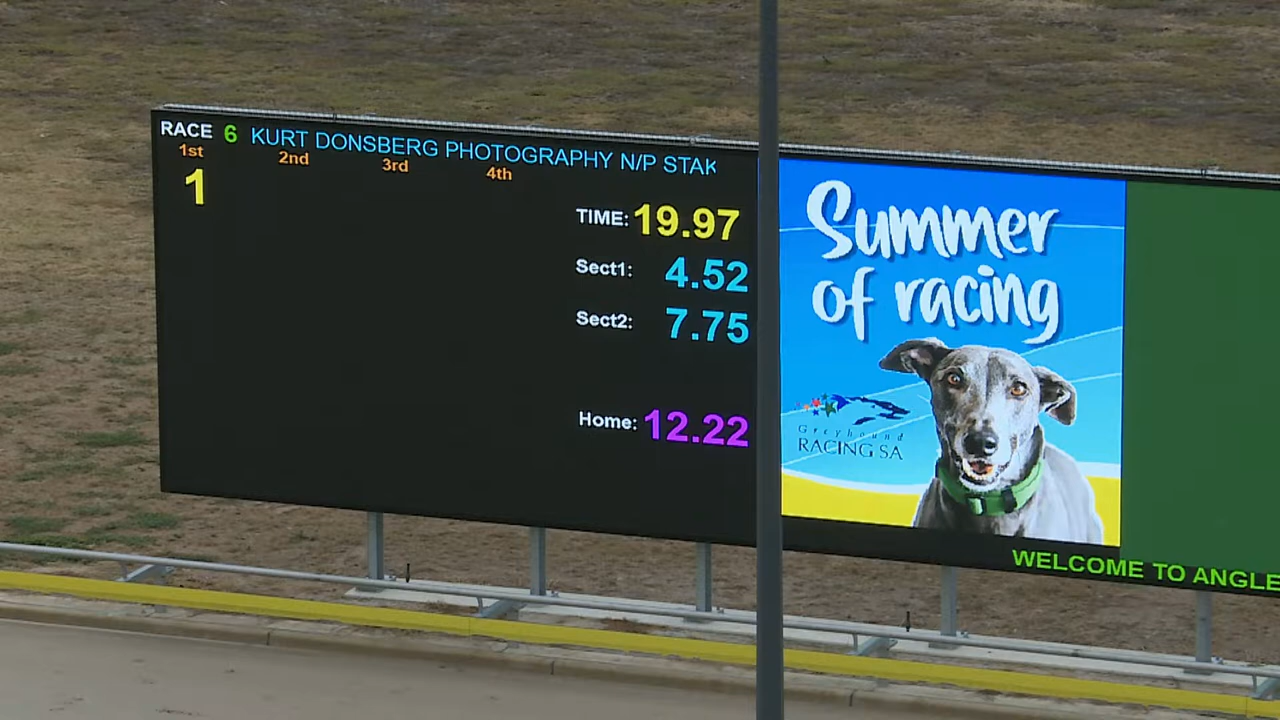 RACE 6 KURT DONSBERG PHOTOGRAPHY N/P STAK
1st 2nd 3rd 4th
1
TIME: 19.97
Sect1: 4.52
Sect2: 7.75
Home: 12.22
Summer
of racing
Greyhound
RACING SA
WELCOME TO ANGLE